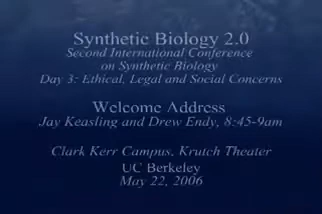 Synthetic Biology 2.0
Second International Conference
on Synthetic Biology
Day 3: Ethical, Legal and Social Concerns
Welcome Address
Jay Keasling and Drew Endy, 8:45-9am
Clark Kerr Campus, Krutch Theater
UC Berkeley
May 22, 2006